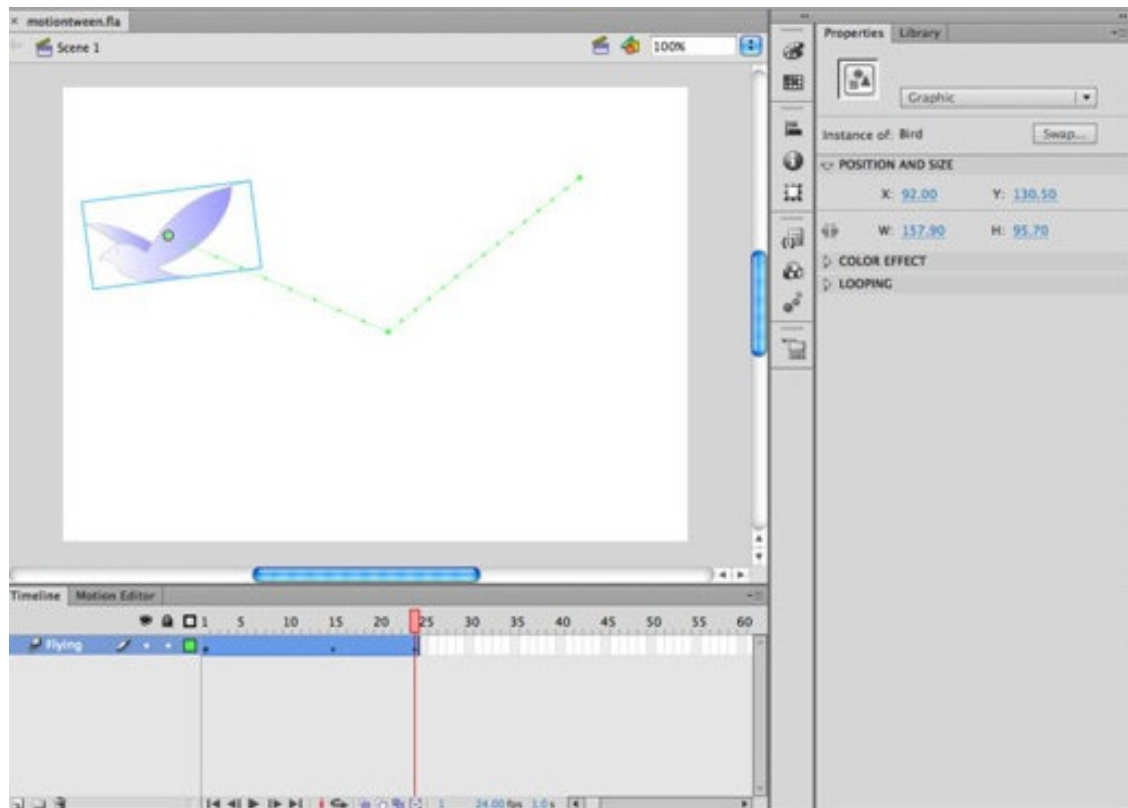 × motiontween.fla
Scene 1
100%
Properties Library
Graphic
Instance of: Bird Swap...
POSITION AND SIZE
X: 92.00 Y: 130.50
W: 157.90 H: 95.70
COLOR EFFECT
LOOPING
Timeline Motion Editor
1 5 10 15 20 25 30 35 40 45 50 55 60
Flying
1 24.00 fps 1.0 s